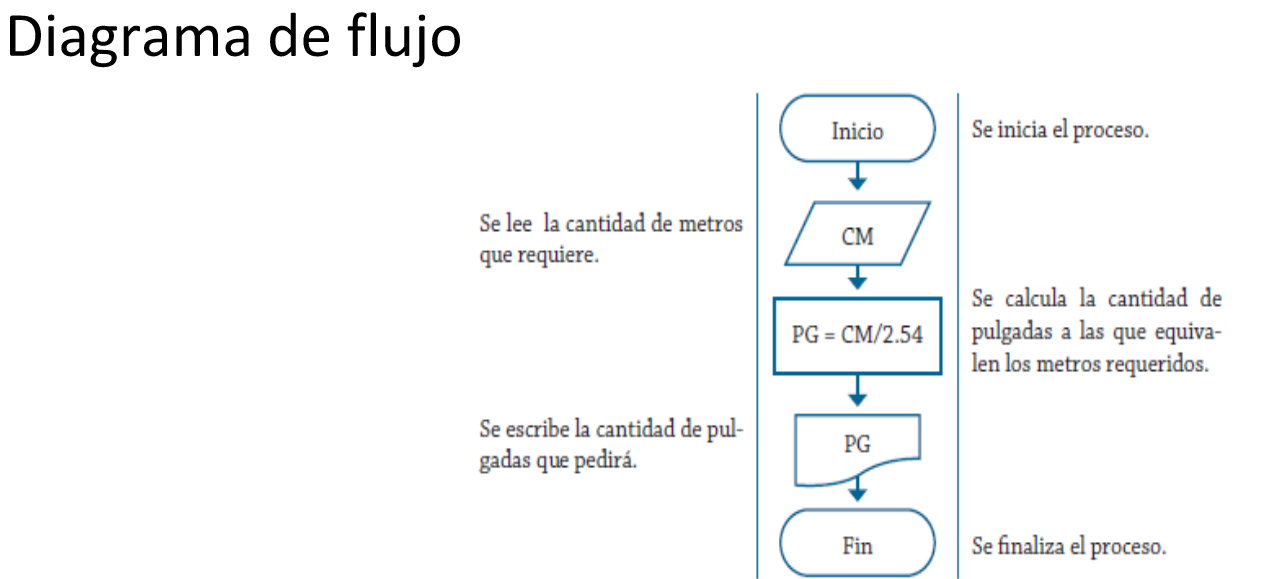 Diagrama de flujo
Inicio
Se inicia el proceso.
Se lee la cantidad de metros
que requiere.
CM
PG = CM/2.54
Se calcula la cantidad de
pulgadas a las que equiva-
len los metros requeridos.
Se escribe la cantidad de pul-
gadas que pedirá.
PG
Fin
Se finaliza el proceso.